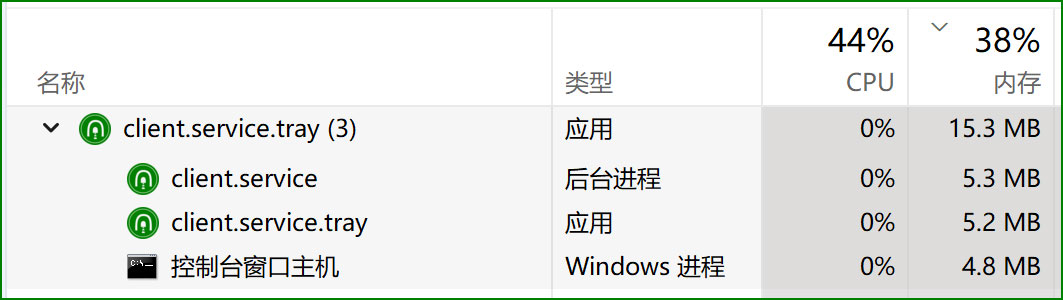 44% 38%
名称 类型 CPU 内存
client.service.tray (3) 应用 0% 15.3 MB
client.service 后台进程 0% 5.3 MB
client.service.tray 应用 0% 5.2 MB
控制台窗口主机 Windows 进程 0% 4.8 MB